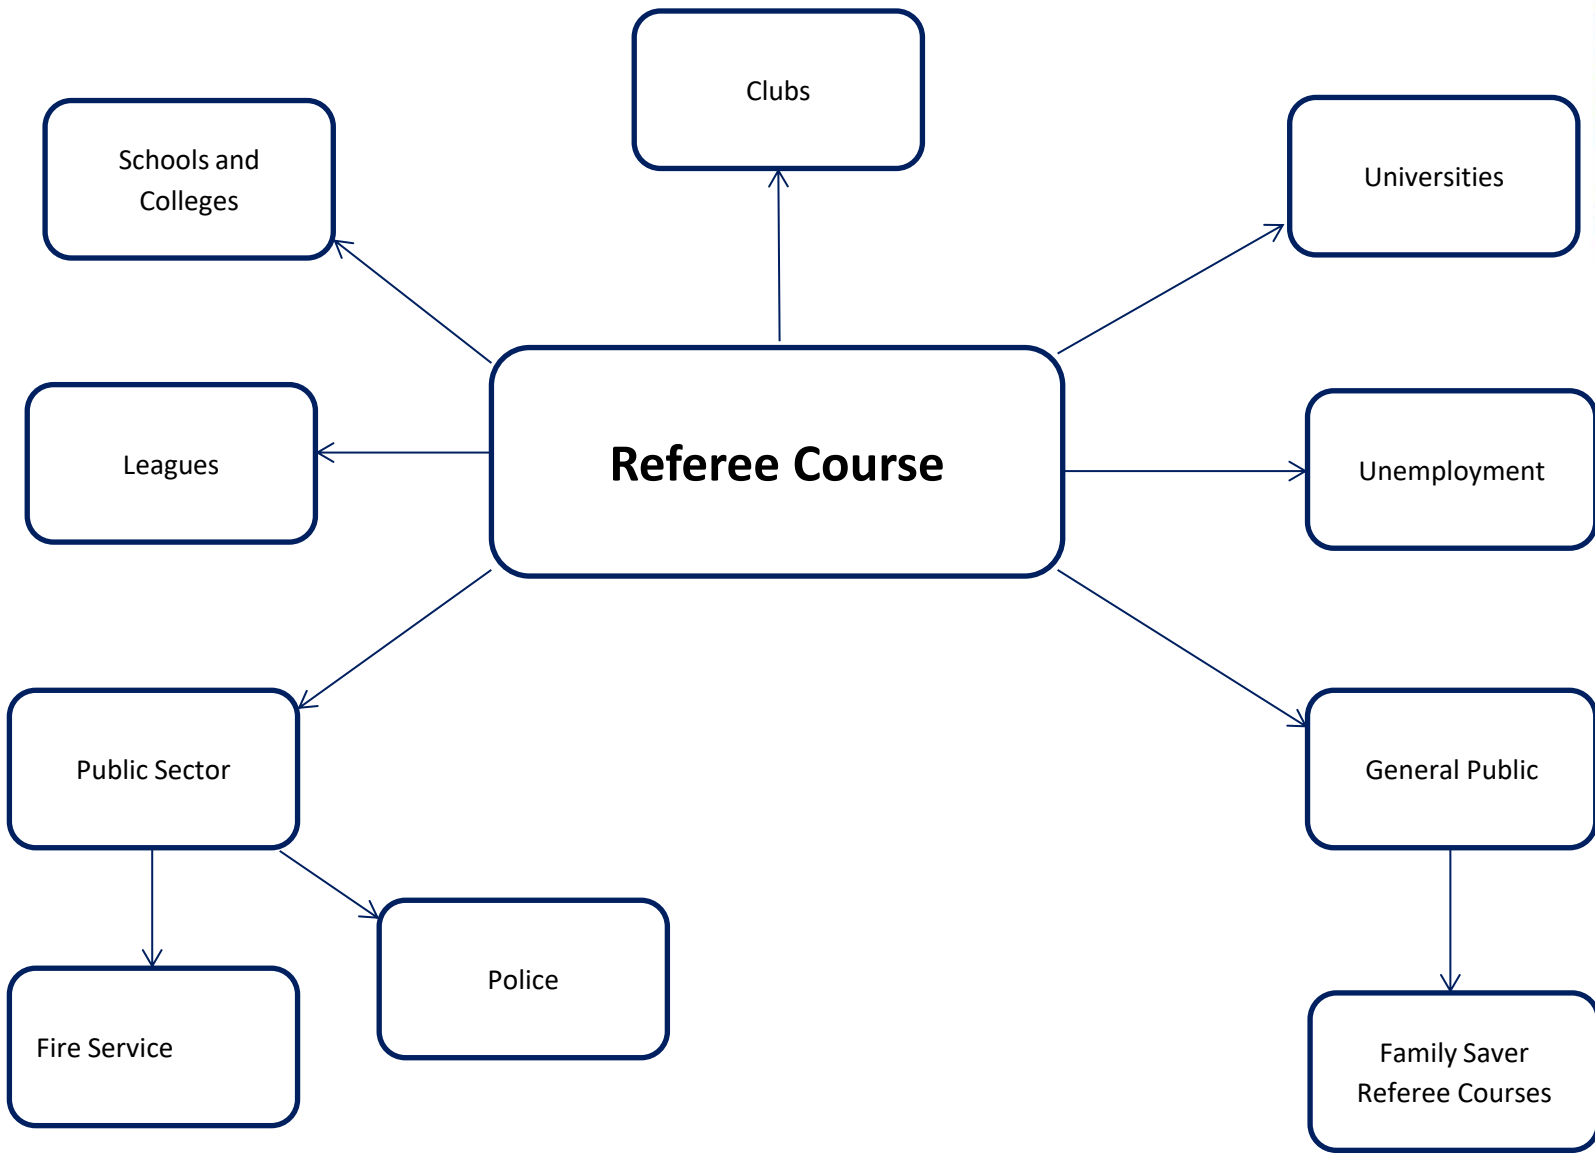 Clubs
Schools and
Colleges
Universities
Referee Course
Leagues
Unemployment
Public Sector
General Public
Police
Fire Service
Family Saver
Referee Courses